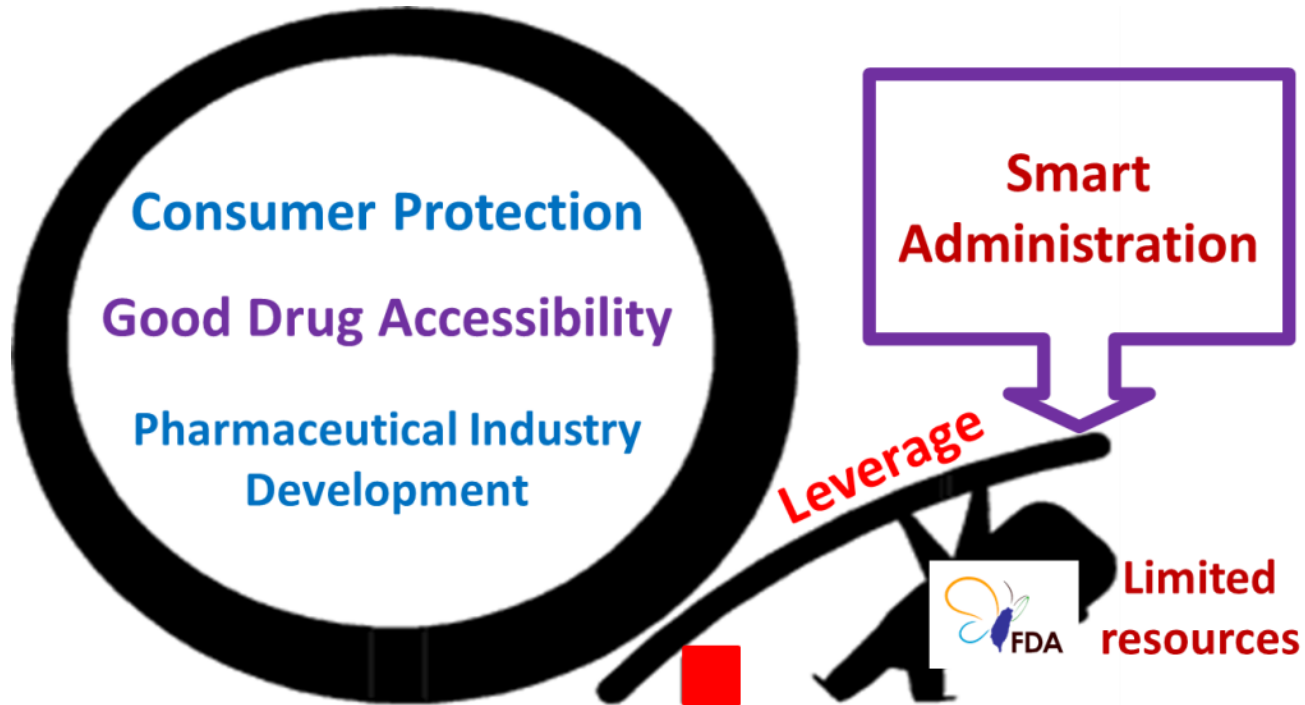 Consumer Protection
Good Drug Accessibility
Pharmaceutical Industry
Development
Smart
Administration
Leverage
FDA
Limited
resources